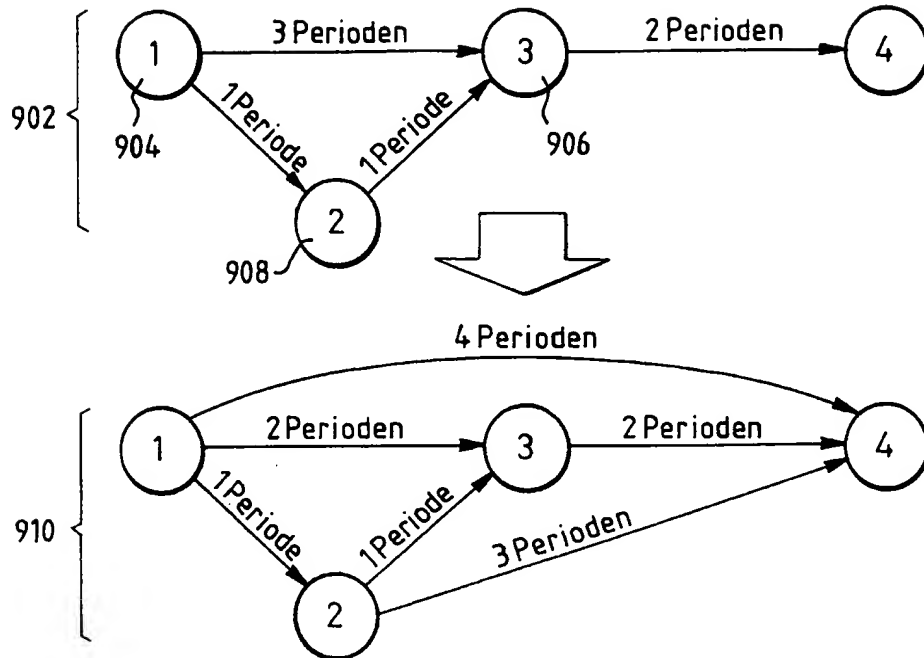 1
3 Perioden
3
2 Perioden
4
902
904
1 Periode
1 Periode
906
2
908
4 Perioden
1
2 Perioden
3
2 Perioden
4
910
1 Periode
1 Periode
3 Perioden
2